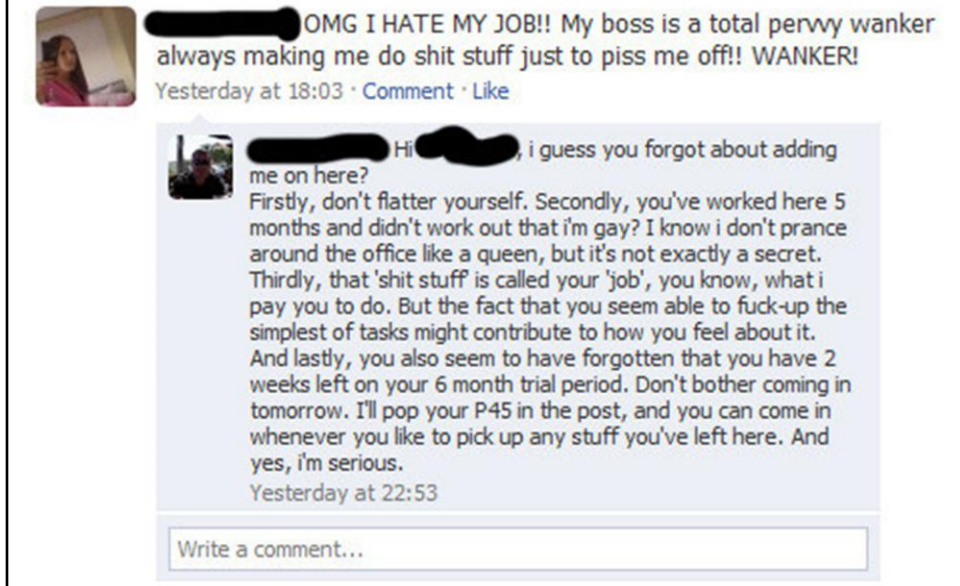 OMG I HATE MY JOB!! My boss is a total pervvy wanker
always making me do shit stuff just to piss me off!! WANKER!
Yesterday at 18:03 · Comment · Like
Hi , i guess you forgot about adding
me on here?
Firstly, don't flatter yourself. Secondly, you've worked here 5
months and didn't work out that i'm gay? I know i don't prance
around the office like a queen, but it's not exactly a secret.
Thirdly, that 'shit stuff' is called your 'job', you know, what i
pay you to do. But the fact that you seem able to fuck-up the
simplest of tasks might contribute to how you feel about it.
And lastly, you also seem to have forgotten that you have 2
weeks left on your 6 month trial period. Don't bother coming in
tomorrow. I'll pop your P45 in the post, and you can come in
whenever you like to pick up any stuff you've left here. And
yes, i'm serious.
Yesterday at 22:53
Write a comment...